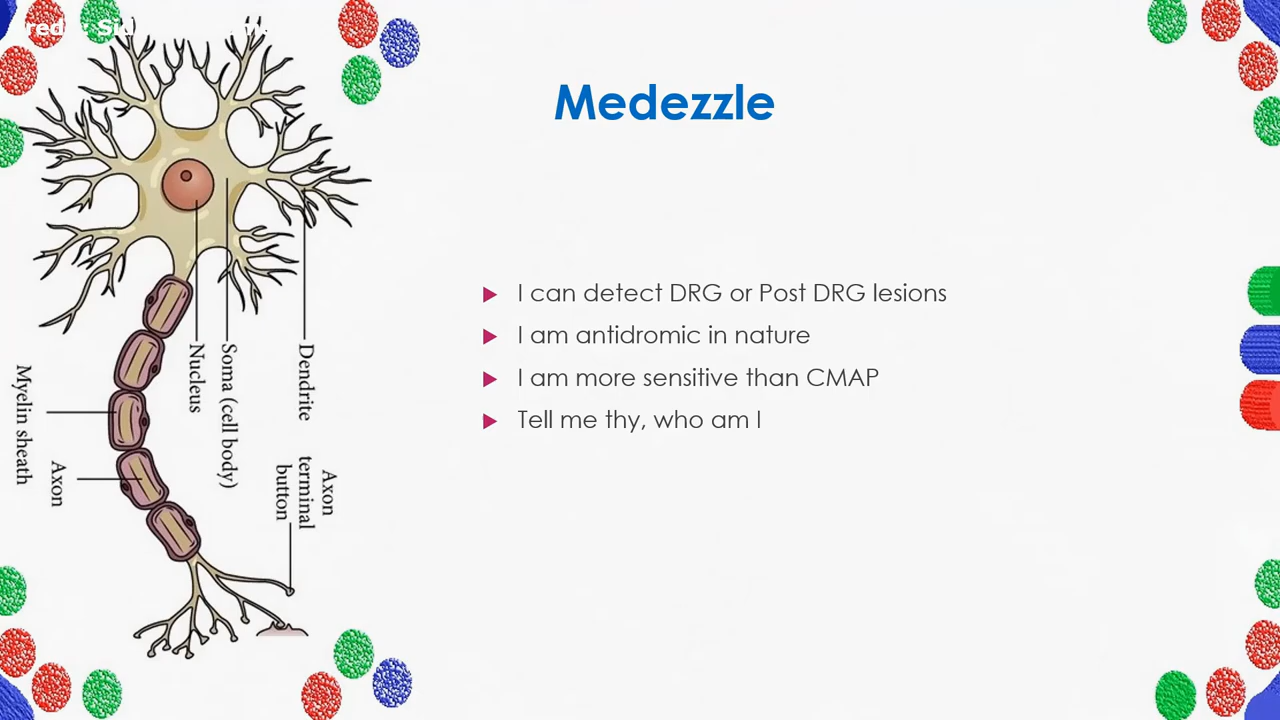 Medezzle
I can detect DRG or Post DRG lesions
I am antidromic in nature
I am more sensitive than CMAP
Tell me thy, who am I
Dendrite
Soma (cell body)
Nucleus
Myelin sheath
Axon
Axon
terminal
button